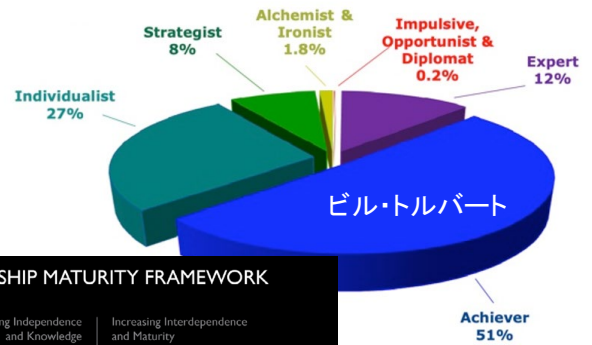 Alchemist &
Ironist
1.8%
Impulsive,
Opportunist &
Diplomat
0.2%
Strategist
8%
Expert
12%
Individualist
27%
ビル・トルバート
SHIP MATURITY FRAMEWORK
ng Independence
and Knowledge
Increasing Interdependence
and Maturity
Achiever
51%